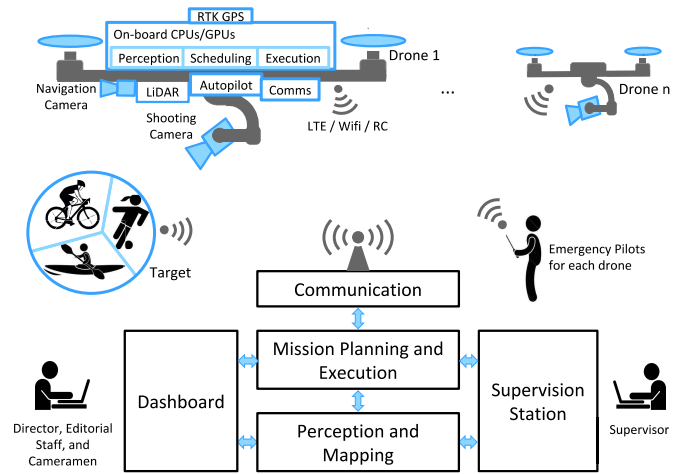 RTK GPS
On-board CPUs/GPUs
Perception Scheduling Execution
Drone 1
Navigation
Camera
LiDAR
Autopilot
Comms
...
Drone n
Shooting
Camera
LTE / Wifi / RC
Target
Emergency Pilots
for each drone
Communication
Mission Planning and
Execution
Dashboard
Supervision
Station
Perception and
Mapping
Director, Editorial
Staff, and
Cameramen
Supervisor